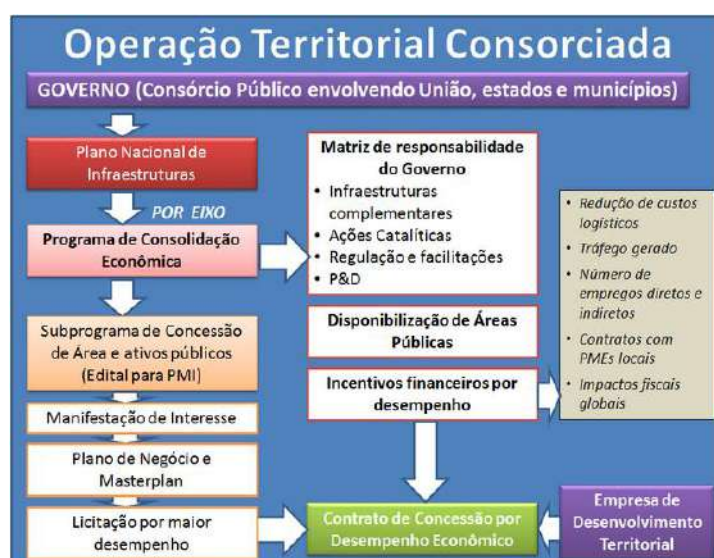 Operação Territorial Consorciada
GOVERNO (Consórcio Público envolvendo União, estados e municípios)
Plano Nacional de
Infraestruturas
POR EIXO
Programa de Consolidação
Econômica
Subprograma de Concessão
de Área e ativos públicos
(Edital para PMI)
Manifestação de Interesse
Plano de Negócio e
Masterplan
Licitação por maior
desempenho
Matriz de responsabilidade
do Governo
• Infraestruturas
complementares
• Ações Catalíticas
• Regulação e facilitações
• P&D
Disponibilização de Áreas
Públicas
Incentivos financeiros por
desempenho
Contrato de Concessão por
Desempenho Econômico
• Redução de custos
logísticos
• Tráfego gerado
• Número de
empregos diretos e
indiretos
• Contratos com
PMEs locais
• Impactos fiscais
globais
Empresa de
Desenvolvimento
Territorial